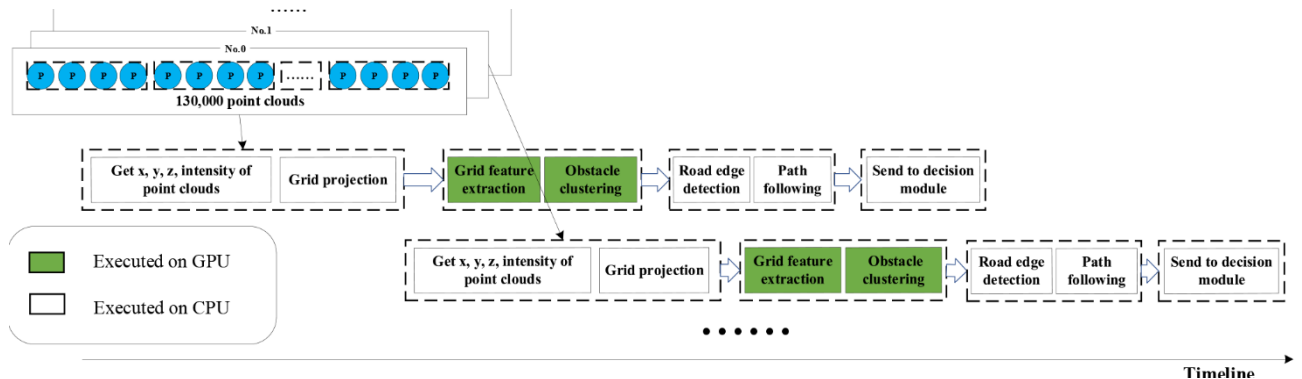 ......
No.1
No.0
P P P P P P P P ...... P P P P
130,000 point clouds
Get x, y, z, intensity of
point clouds
Grid projection
Grid feature
extraction
Obstacle
clustering
Road edge
detection
Path
following
Send to decision
module
Executed on GPU
Executed on CPU
Get x, y, z, intensity of
point clouds
Grid projection
Grid feature
extraction
Obstacle
clustering
Road edge
detection
Path
following
Send to decision
module
......
Timeline